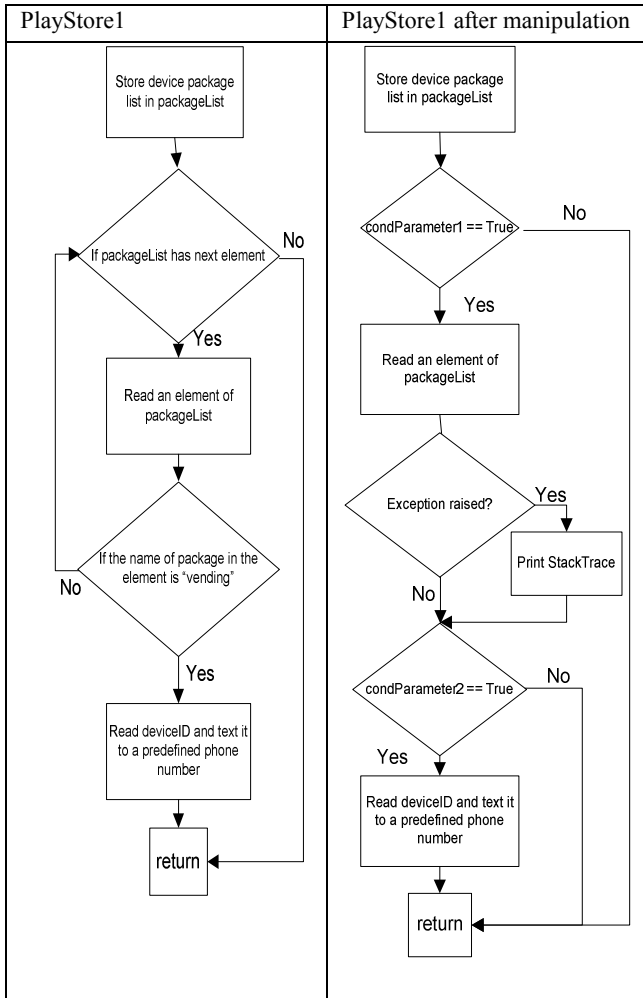 PlayStore1
Store device package
list in packageList
If packageList has next element
No
Yes
Read an element of
packageList
If the name of package in the
element is “vending”
No
Yes
Read deviceID and text it
to a predefined phone
number
return
PlayStore1 after manipulation
Store device package
list in packageList
condParameter1 == True
No
Yes
Read an element of
packageList
Exception raised?
Yes
Print StackTrace
No
condParameter2 == True
No
Yes
Read deviceID and text it
to a predefined phone
number
return